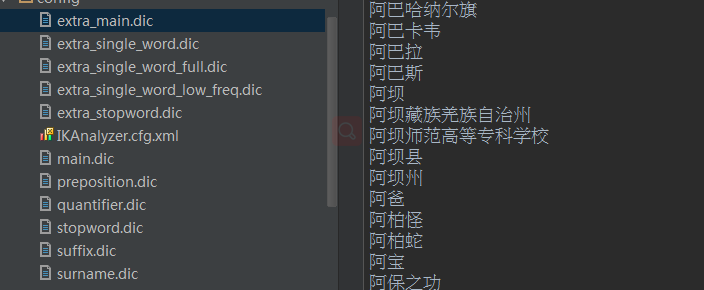 config
extra_main.dic
extra_single_word.dic
extra_single_word_full.dic
extra_single_word_low_freq.dic
extra_stopword.dic
IKAnalyzer.cfg.xml
main.dic
preposition.dic
quantifier.dic
stopword.dic
suffix.dic
surname.dic
阿巴哈纳尔旗
阿巴卡韦
阿巴拉
阿巴斯
阿坝
阿坝藏族羌族自治州
阿坝师范高等专科学校
阿坝县
阿坝州
阿爸
阿柏怪
阿柏蛇
阿宝
阿保之功